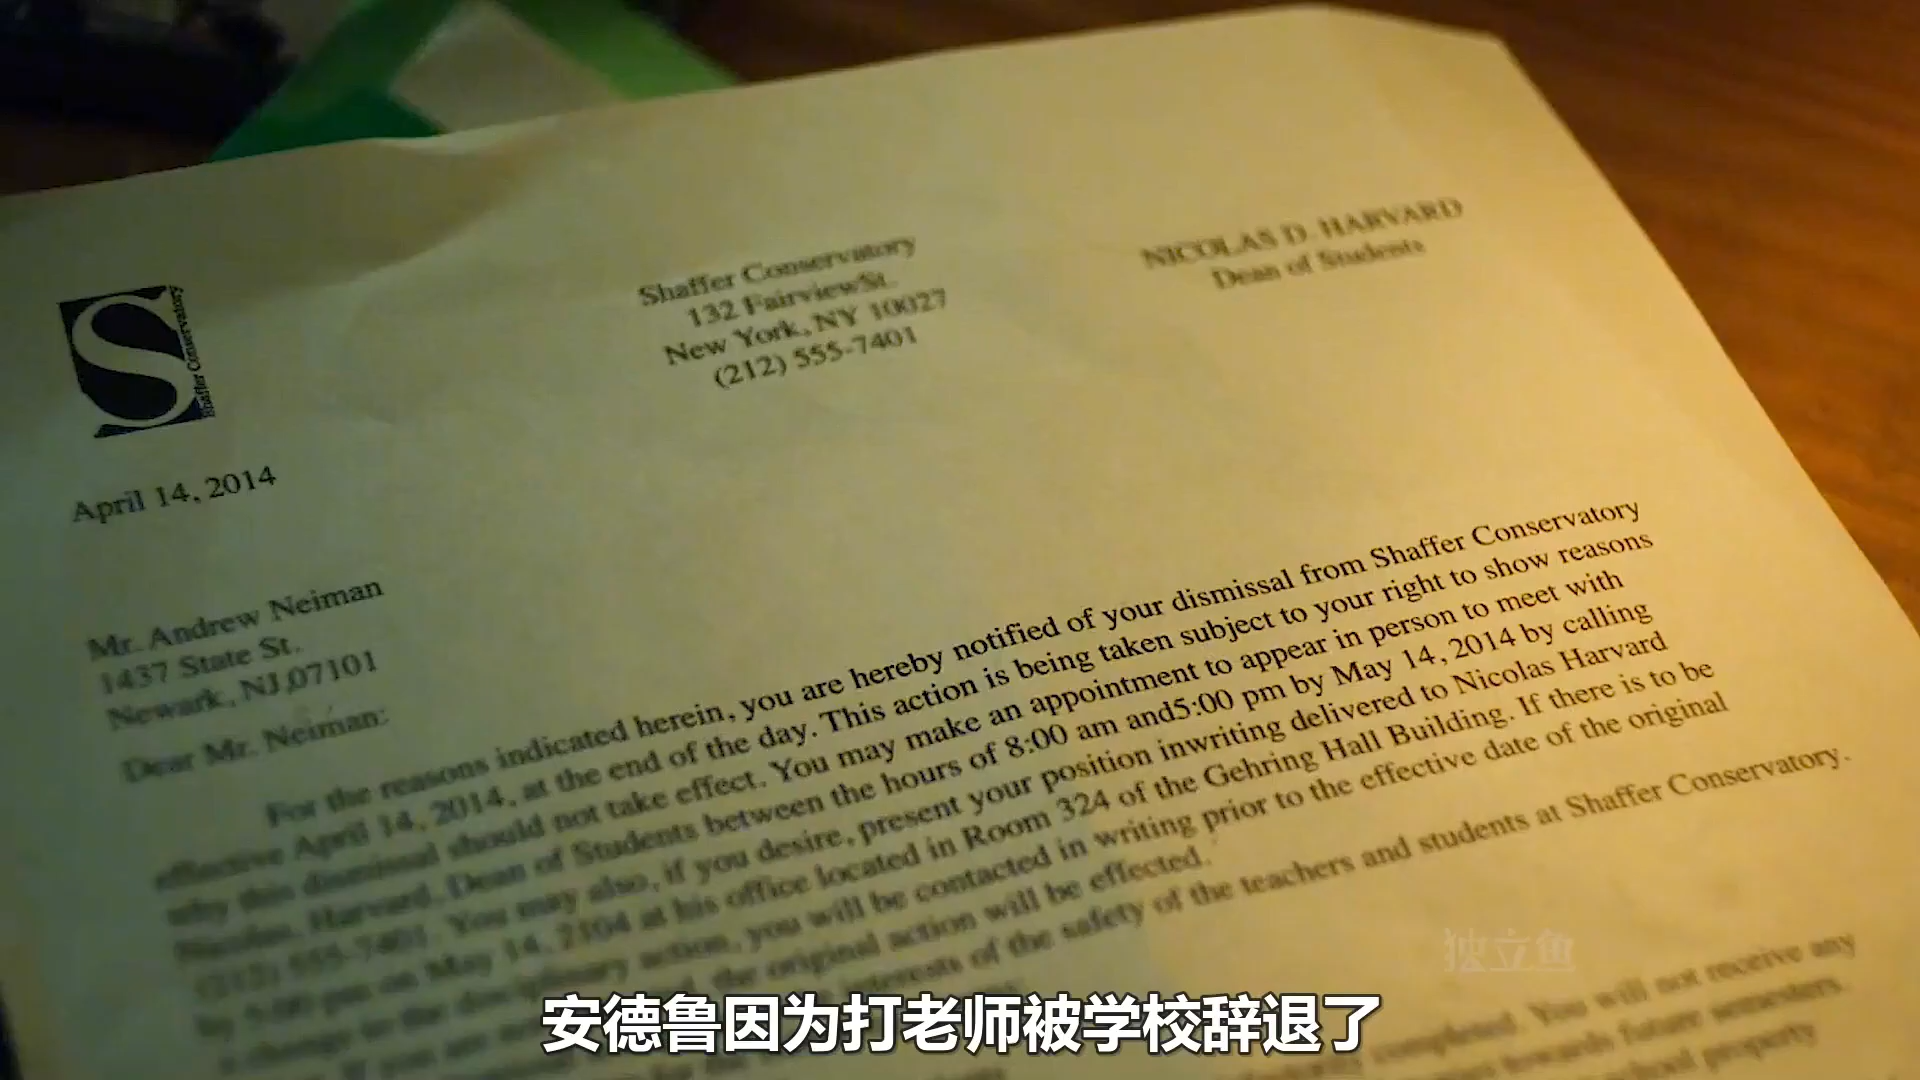 S
Shaffer Conservatory
Shaffer Conservatory
132 FairviewSt.
New York, NY 10027
(212) 555-7401
NICOLAS D. HARVARD
Dean of Students
April 14, 2014
Mr. Andrew Neiman
1437 State St.
Newark, NJ,07101
Dear Mr. Neiman:
For the reasons indicated herein, you are hereby notified of your dismissal from Shaffer Conservatory
effective April 14, 2014, at the end of the day. This action is being taken subject to your right to show reasons
why this dismissal should not take effect. You may make an appointment to appear in person to meet with
Nicolas, Harvard, Dean of Students between the hours of 8:00 am and5:00 pm by May 14, 2014 by calling
(212) 555-7401. You may also, if you desire, present your position inwriting delivered to Nicolas Harvard
by 5:00 pm on May 14, 2104 at his office located in Room 324 of the Gehring Hall Building. If there is to be
a change in the disciplinary action, you will be contacted in writing prior to the effective date of the original
If you are the original action will be effected.
interests of the safety of the teachers and students at Shaffer Conservatory.
completed. You will not receive any
towards future semesters.
school property
独立鱼
安德鲁因为打老师被学校辞退了